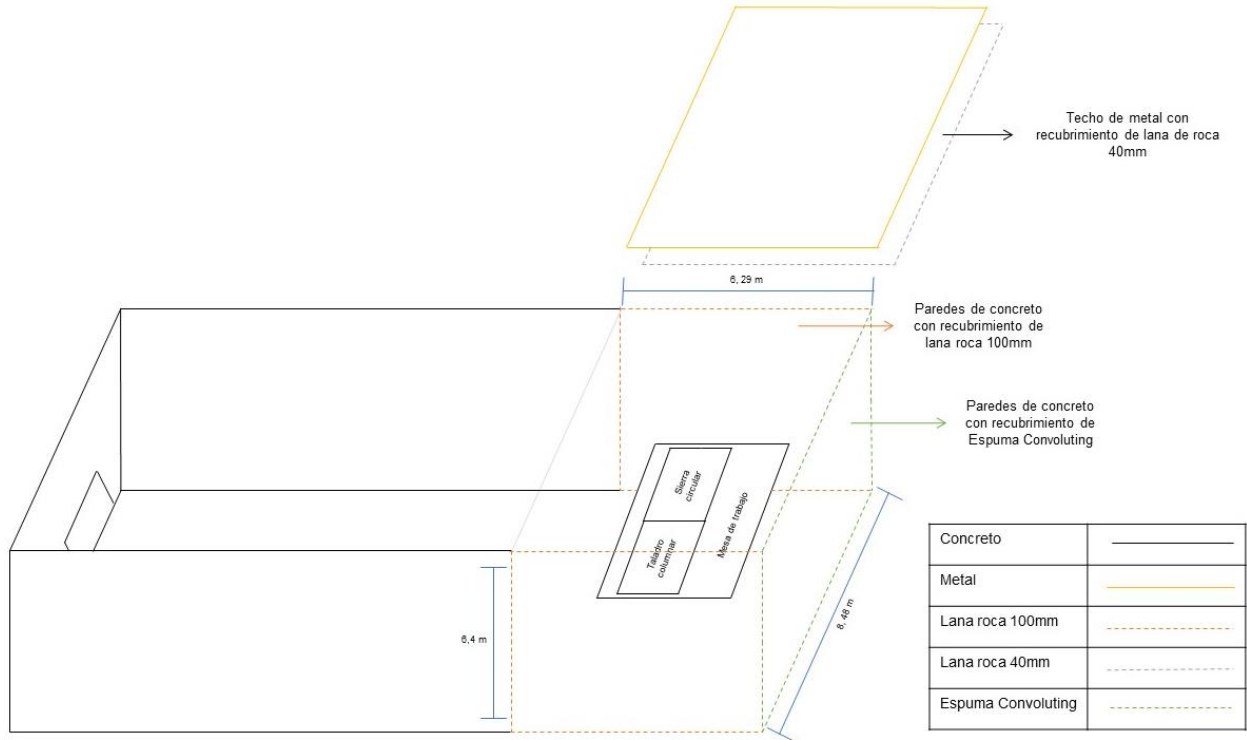 Techo de metal con
recubrimiento de lana de roca
40mm
6, 29 m
Paredes de concreto
con recubrimiento de
lana roca 100mm
Paredes de concreto
con recubrimiento de
Espuma Convoluting
Sierra
circular
Taladro
columnar
Mesa de trabajo
6,4 m
8, 48 m
Concreto
Metal
Lana roca 100mm
Lana roca 40mm
Espuma Convoluting